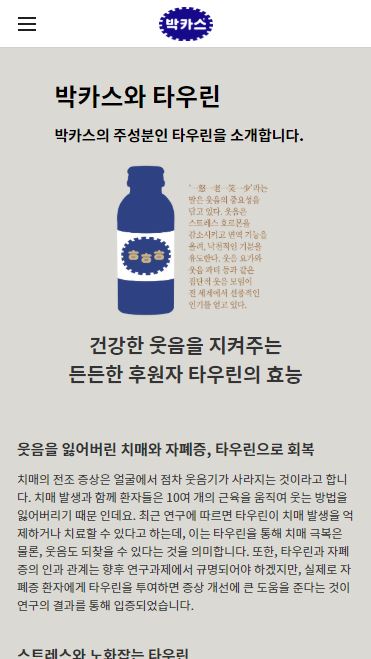 박카스
박카스와 타우린
박카스의 주성분인 타우린을 소개합니다.
흐흐흐
'一怒一老 一笑一少'라는
말은 웃음의 중요성을
담고 있다. 웃음은
스트레스 호르몬을
감소시키고 면역 기능을
올려, 낙천적인 기분을
유도한다. 웃음 요가와
웃음 파티 등과 같은
집단적 웃음 모임이
전 세계에서 선풍적인
인기를 얻고 있다.
건강한 웃음을 지켜주는
든든한 후원자 타우린의 효능
웃음을 잃어버린 치매와 자폐증, 타우린으로 회복
치매의 전조 증상은 얼굴에서 점차 웃음기가 사라지는 것이라고 합니
다. 치매 발생과 함께 환자들은 10여 개의 근육을 움직여 웃는 방법을
잃어버리기 때문 인데요. 최근 연구에 따르면 타우린이 치매 발생을 억
제하거나 치료할 수 있다고 하는데, 이는 타우린을 통해 치매 극복은
물론, 웃음도 되찾을 수 있다는 것을 의미합니다. 또한, 타우린과 자폐
증의 인과 관계는 향후 연구과제에서 규명되어야 하겠지만, 실제로 자
폐증 환자에게 타우린을 투여하면 증상 개선에 큰 도움을 준다는 것이
연구의 결과를 통해 입증되었습니다.
스트레스와 노화잡는 타우린